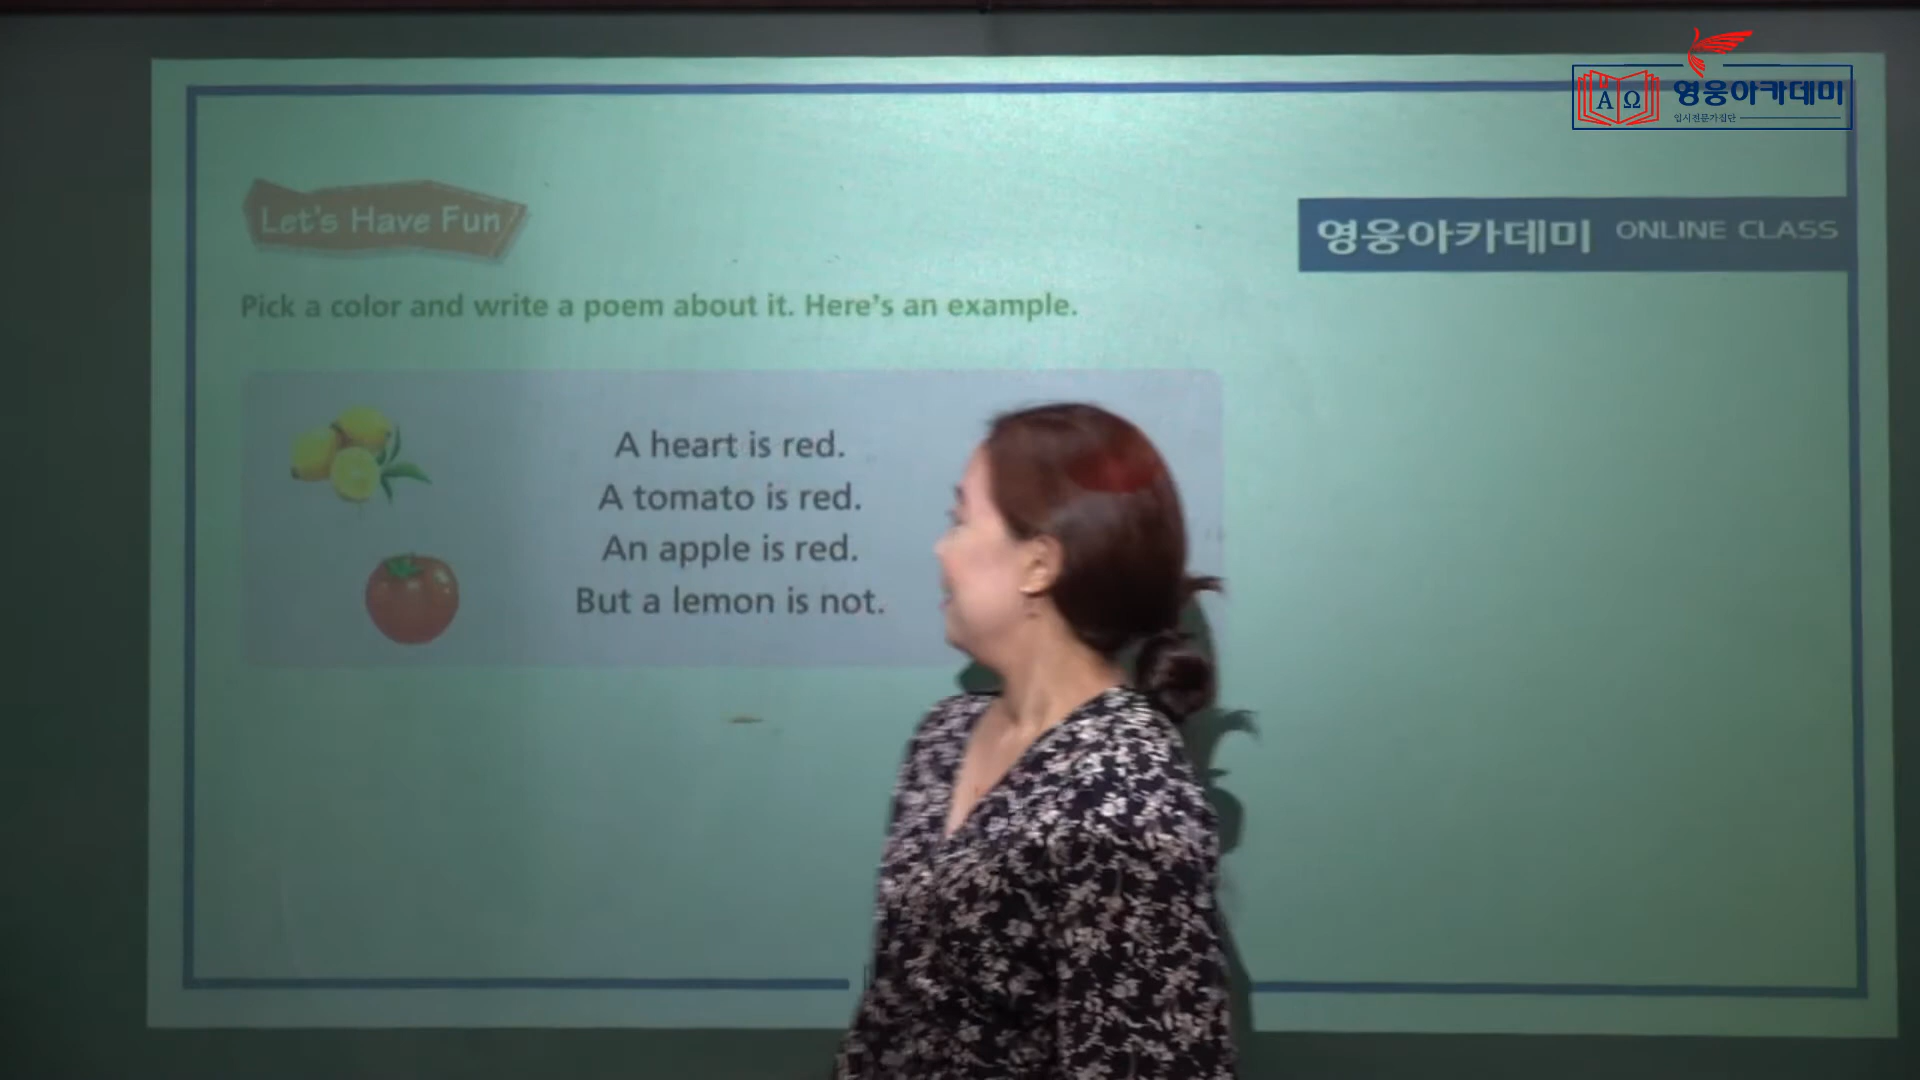 영웅아카데미
입시전문가집단
Let's Have Fun
영웅아카데미 ONLINE CLASS
Pick a color and write a poem about it. Here's an example.
A heart is red.
A tomato is red.
An apple is red.
But a lemon is not.